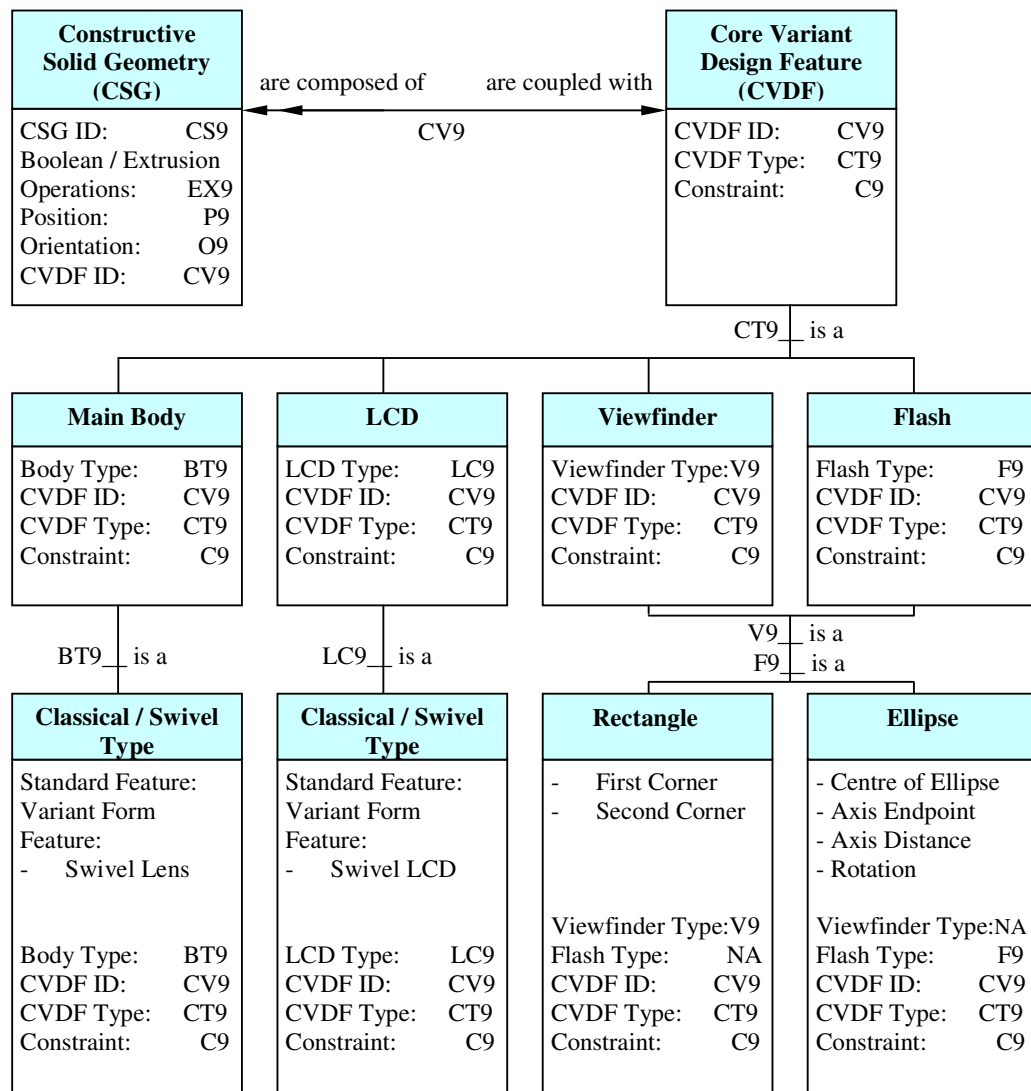 Constructive
Solid Geometry
(CSG)
CSG ID: CS9
Boolean / Extrusion
Operations: EX9
Position: P9
Orientation: O9
CVDF ID: CV9
are composed of
are coupled with
CV9
Core Variant
Design Feature
(CVDF)
CVDF ID: CV9
CVDF Type: CT9
Constraint: C9
CT9__ is a
Main Body
Body Type: BT9
CVDF ID: CV9
CVDF Type: CT9
Constraint: C9
LCD
LCD Type: LC9
CVDF ID: CV9
CVDF Type: CT9
Constraint: C9
Viewfinder
Viewfinder Type:V9
CVDF ID: CV9
CVDF Type: CT9
Constraint: C9
Flash
Flash Type: F9
CVDF ID: CV9
CVDF Type: CT9
Constraint: C9
BT9__ is a
LC9__ is a
V9__ is a
F9__ is a
Classical / Swivel
Type
Standard Feature:
Variant Form
Feature:
- Swivel Lens
Body Type: BT9
CVDF ID: CV9
CVDF Type: CT9
Constraint: C9
Classical / Swivel
Type
Standard Feature:
Variant Form
Feature:
- Swivel LCD
LCD Type: LC9
CVDF ID: CV9
CVDF Type: CT9
Constraint: C9
Rectangle
- First Corner
- Second Corner
Viewfinder Type:V9
Flash Type: NA
CVDF ID: CV9
CVDF Type: CT9
Constraint: C9
Ellipse
- Centre of Ellipse
- Axis Endpoint
- Axis Distance
- Rotation
Viewfinder Type:NA
Flash Type: F9
CVDF ID: CV9
CVDF Type: CT9
Constraint: C9